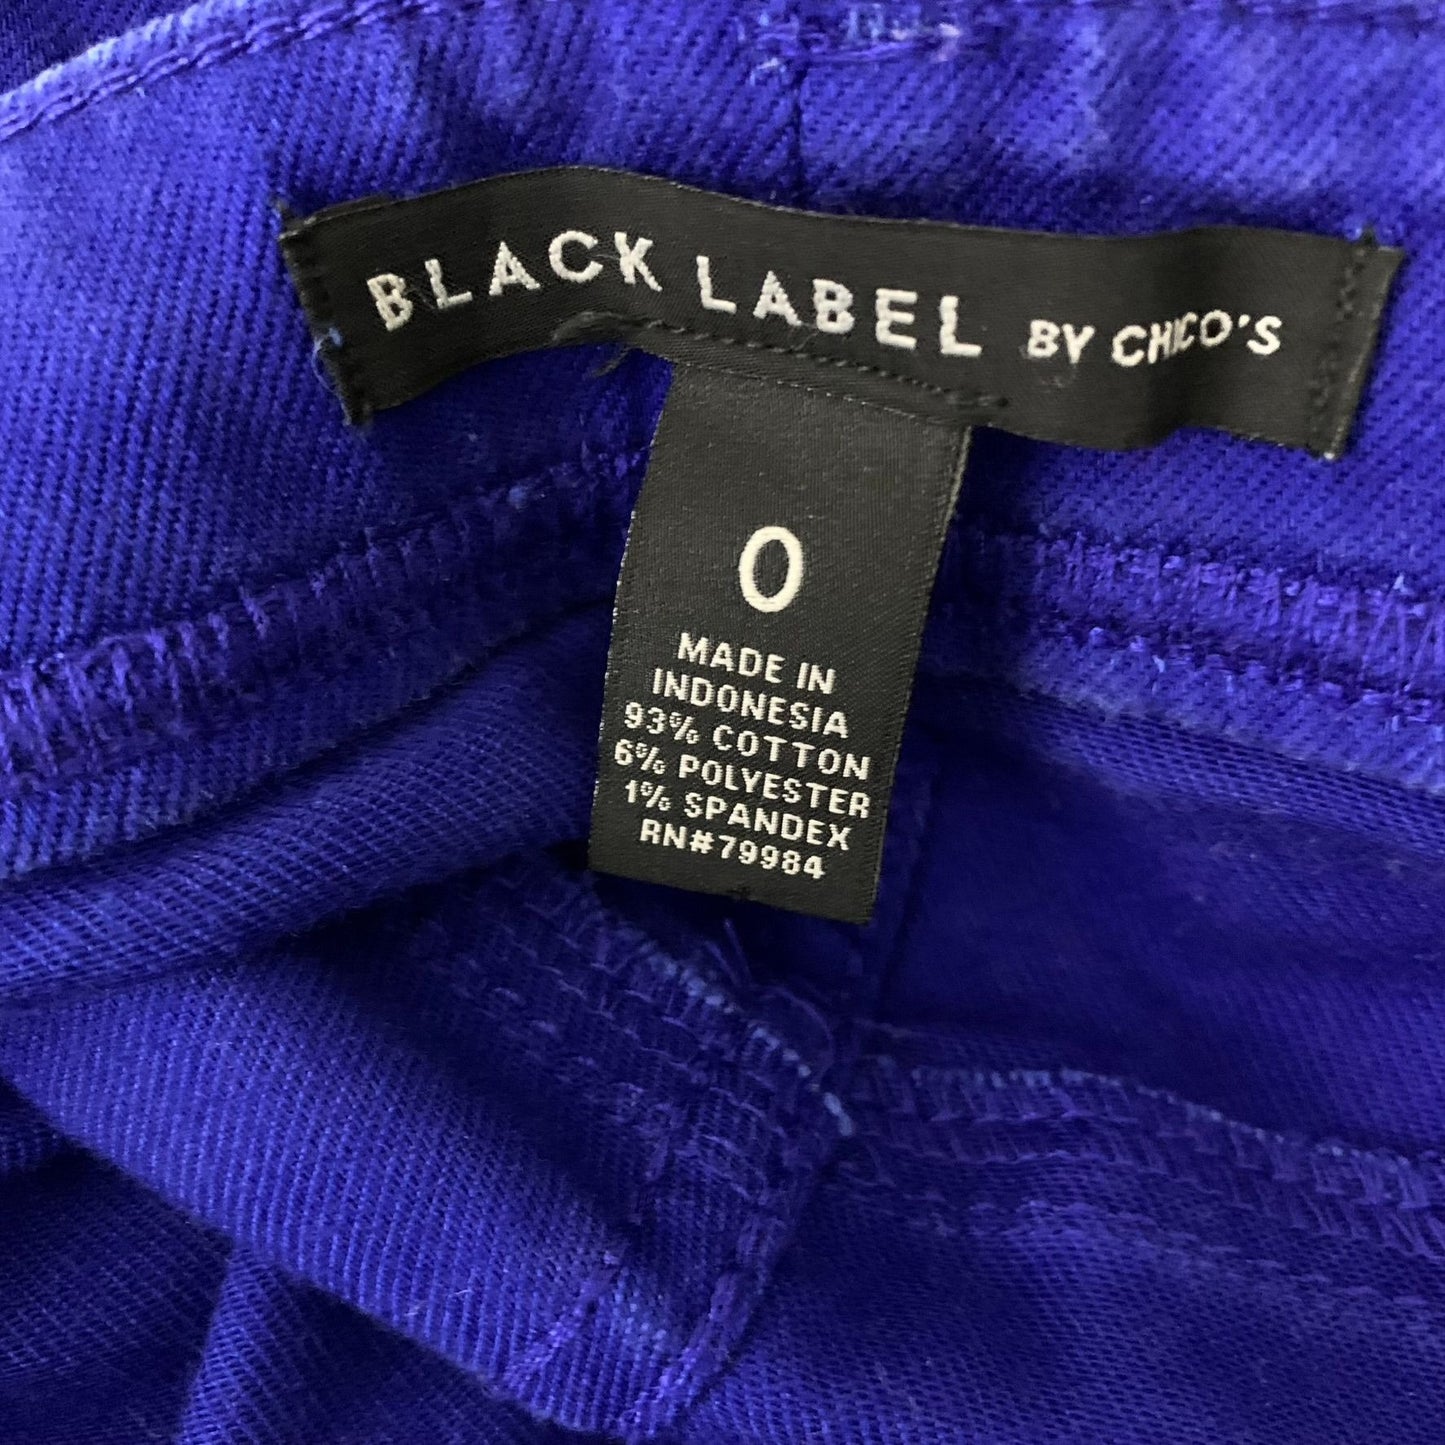 BLACK LABEL BY CHICO'S
0
MADE IN
INDONESIA
93% COTTON
6% POLYESTER
1% SPANDEX
RN#79984